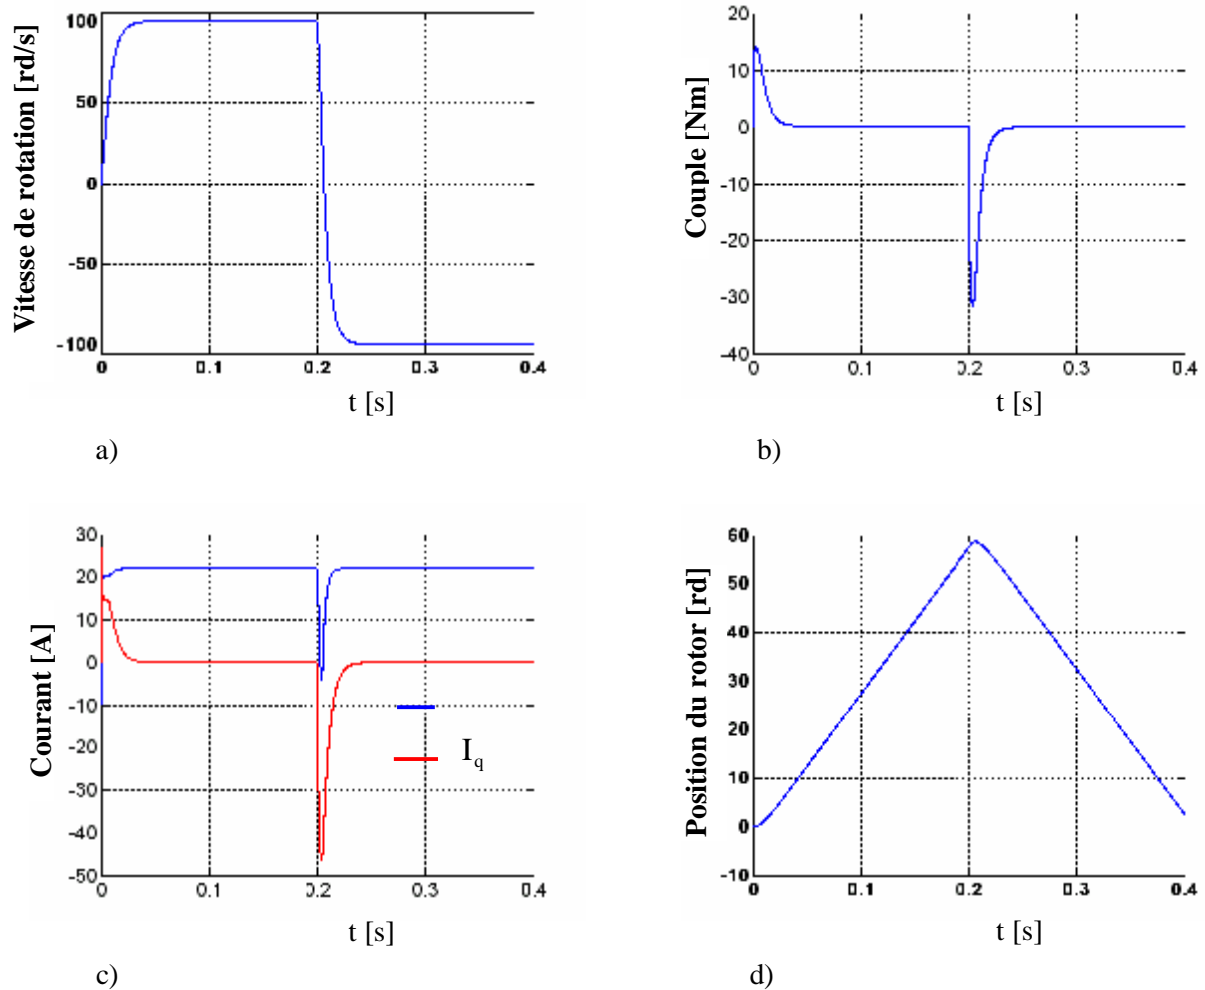 Vitesse de rotation [rd/s]
100
50
0
-50
-100
0 0.1 0.2 0.3 0.4
t [s]
a)
Couple [Nm]
20
10
0
-10
-20
-30
-40
0 0.1 0.2 0.3 0.4
t [s]
b)
Courant [A]
30
20
10
0
-10
-20
-30
-40
-50
I_q
0 0.1 0.2 0.3 0.4
t [s]
c)
Position du rotor [rd]
60
50
40
30
20
10
0
-10
0 0.1 0.2 0.3 0.4
t [s]
d)